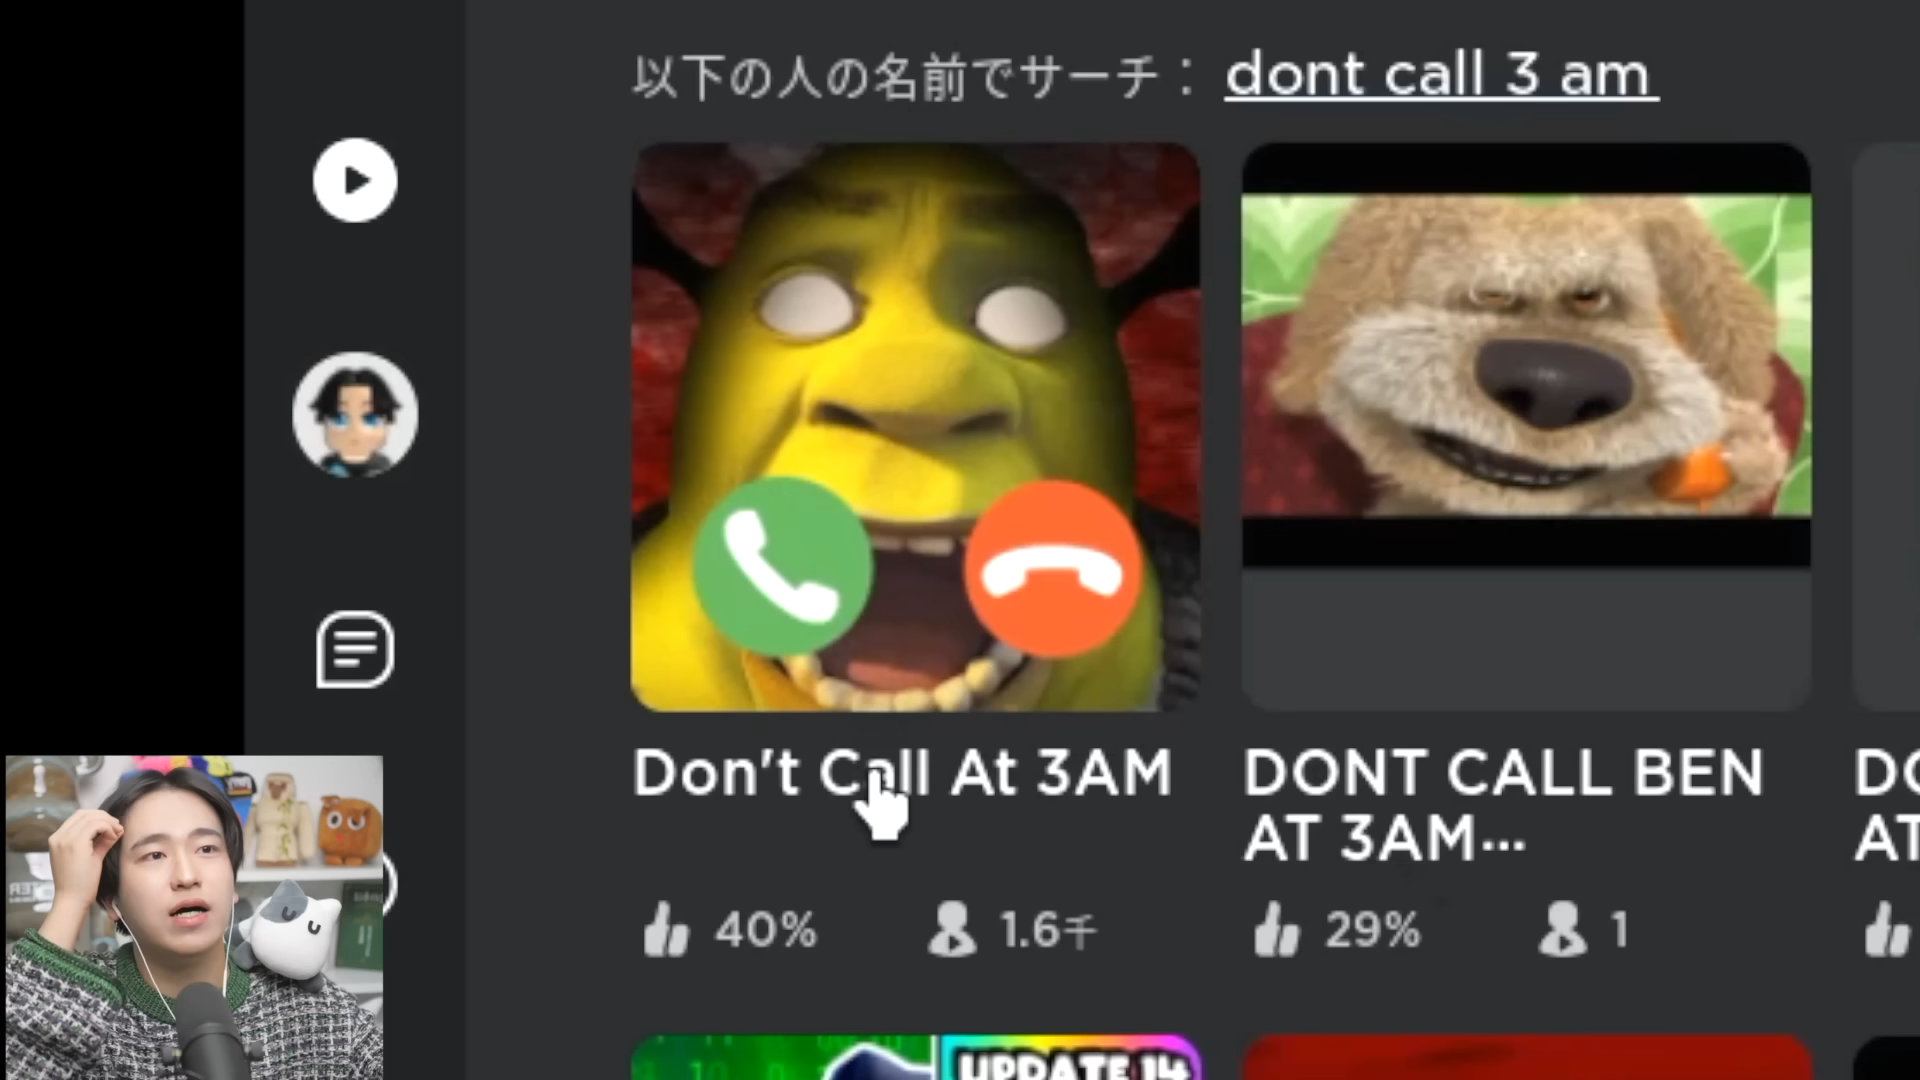 以下の人の名前でサーチ： dont call 3 am
Don't Call At 3AM
DONT CALL BEN
AT 3AM…
40%
1.6千
29%
1
UPDATE 14